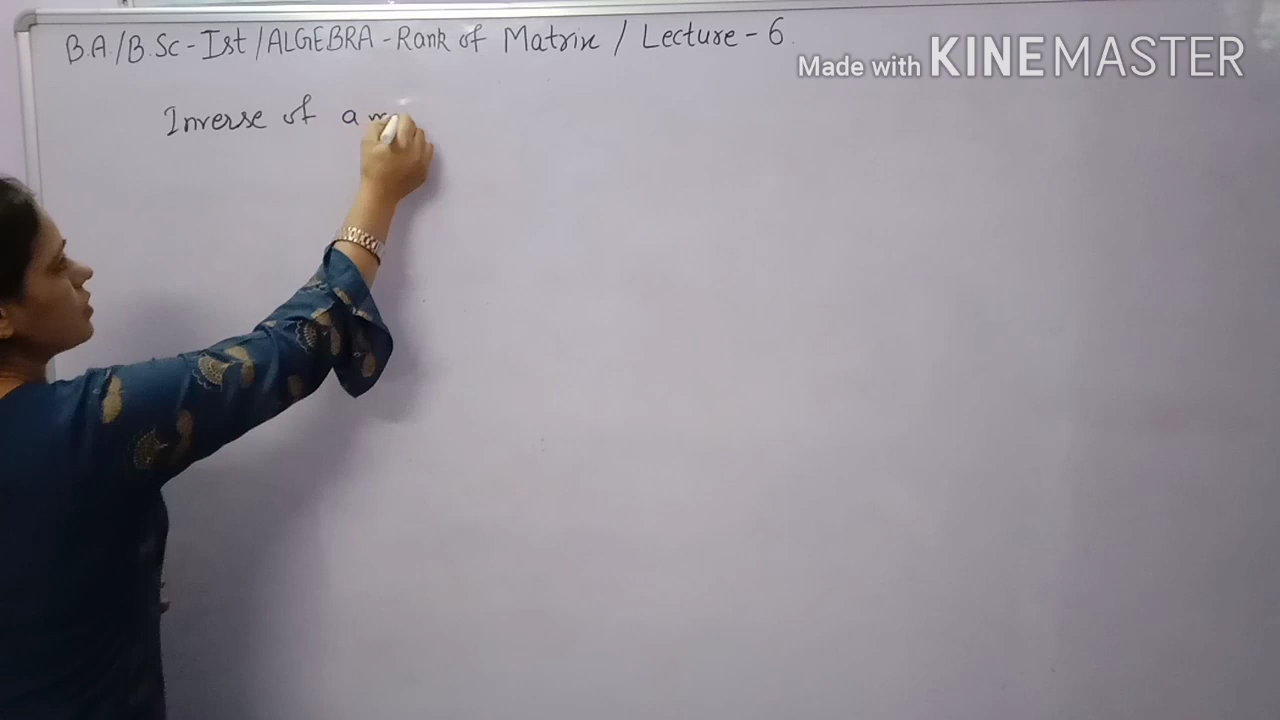 B.A./B.Sc - Ist / ALGEBRA - Rank of Matrix / Lecture - 6.
Made with KINEMASTER
Inverse of a